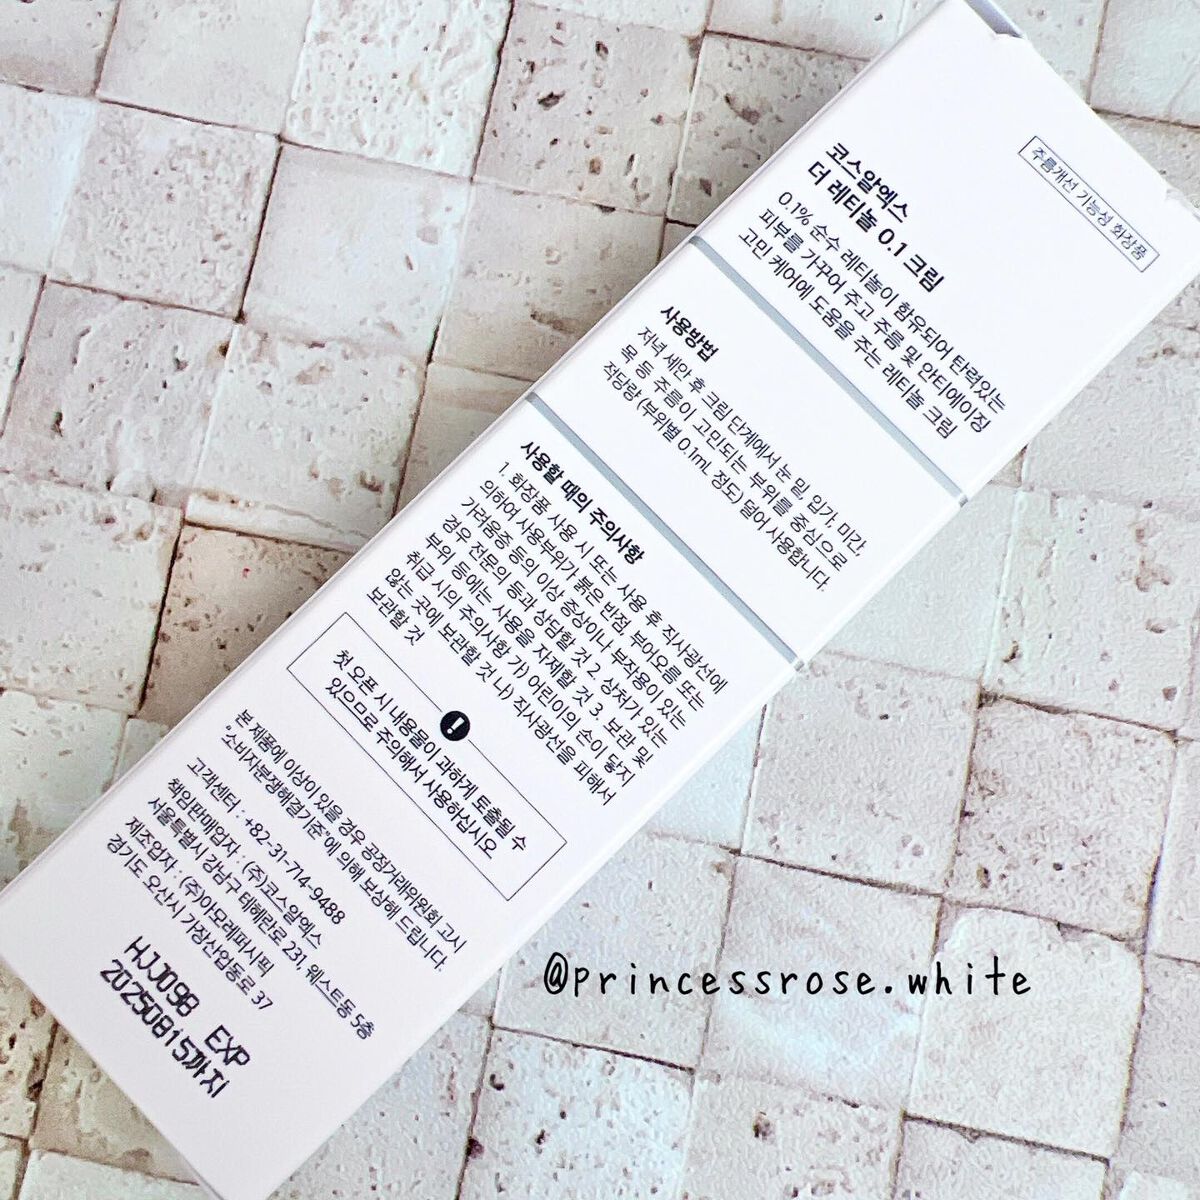 주름개선 기능성 화장품
코스알엑스
더 레티놀 0.1 크림
0.1% 순수 레티놀이 함유되어 탄력있는
피부를 가꾸어 주고 주름 및 안티에이징
고민 케어에 도움을 주는 레티놀 크림
사용방법
저녁 세안 후 크림 단계에서 눈 밑, 입가, 미간,
목 등 주름이 고민되는 부위를 중심으로
적당량 (부위별 0.1mL 정도) 덜어 사용합니다.
사용할 때의 주의사항
1. 화장품 사용 시 또는 사용 후 직사광선에
의하여 사용부위가 붉은 반점, 부어오름 또는
가려움증 등의 이상 증상이나 부작용이 있는
경우 전문의 등과 상담할 것 2. 상처가 있는
부위 등에는 사용을 자제할 것 3. 보관 및
취급 시의 주의사항 가) 어린이의 손이 닿지
않는 곳에 보관할 것 나) 직사광선을 피해서
보관할 것
첫 오픈 시 내용물이 과하게 토출될 수
있으므로 주의해서 사용하십시오
본 제품에 이상이 있을 경우 공정거래위원회 고시
"소비자분쟁해결기준"에 의해 보상해 드립니다.
고객센터 : +82-31-714-9488
책임판매업자 : (주)코스알엑스
서울특별시 강남구 테헤란로 231, 웨스트동 5층
제조업자 : (주)아모레퍼시픽
경기도 오산시 가장산업동로 37
HJJ098 EXP
20250815까지
@princessrose.white